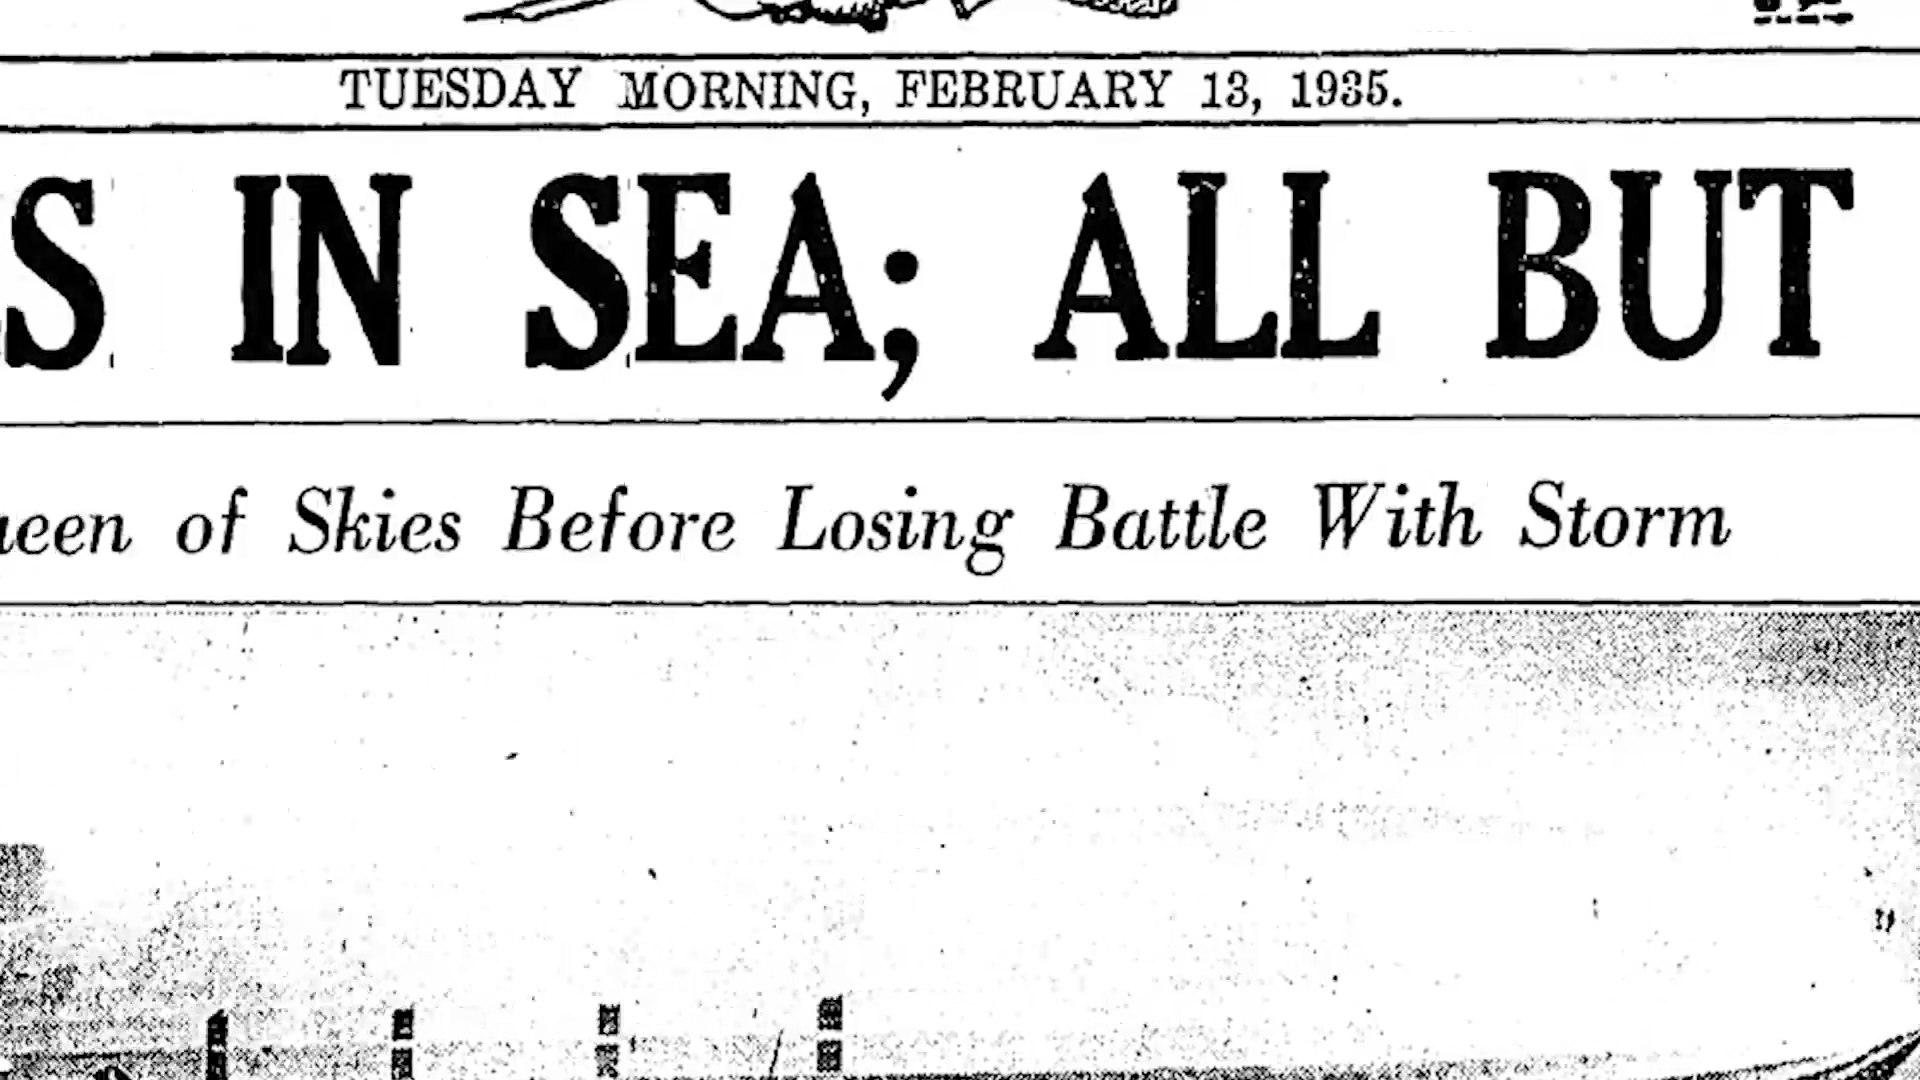 TUESDAY MORNING, FEBRUARY 13, 1935.
S IN SEA; ALL BUT
ueen of Skies Before Losing Battle With Storm